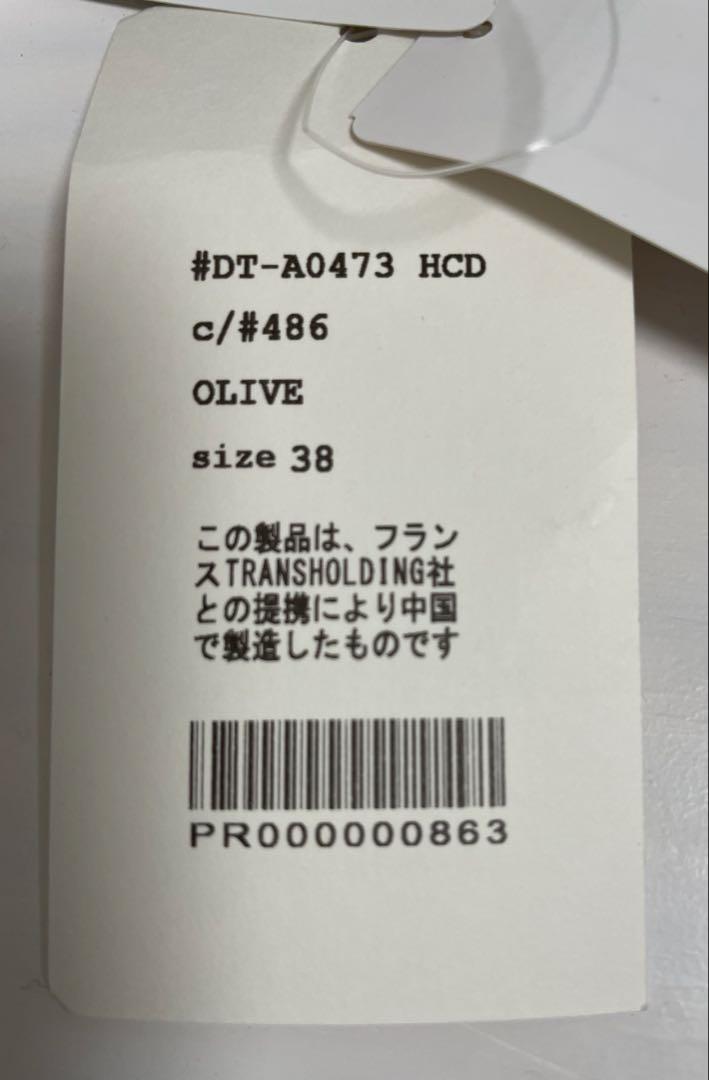 #DT-A0473 HCD
c/#486
OLIVE
size 38
この製品は、フラン
スTRANSHOLDING社
との提携により中国
で製造したものです
PR000000863